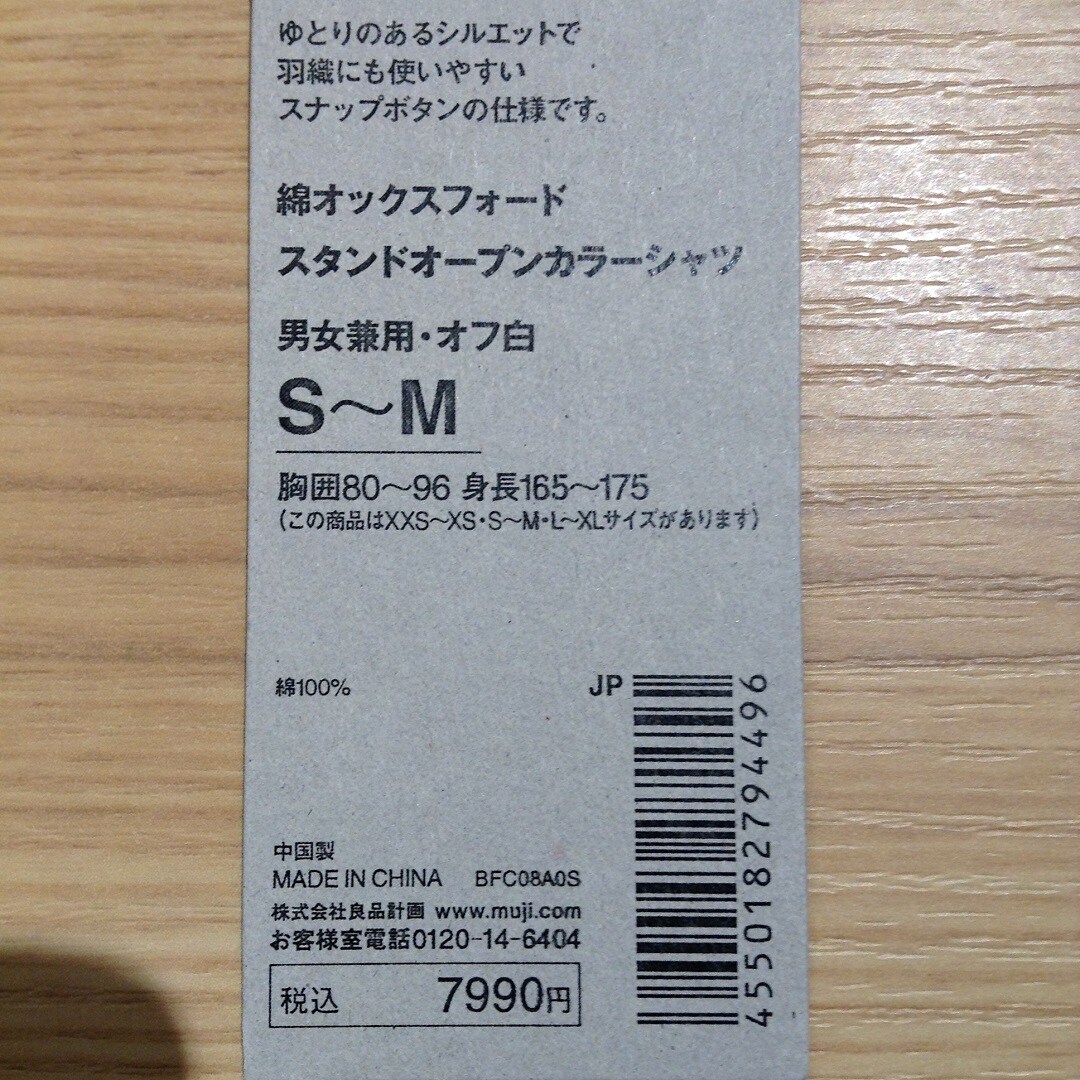 ゆとりのあるシルエットで
羽織にも使いやすい
スナップボタンの仕様です。
綿オックスフォード
スタンドオープンカラーシャツ
男女兼用・オフ白
S〜M
胸囲80〜96 身長165〜175
(この商品はXXS〜XS・S〜M・L〜XLサイズがあります)
綿100%
JP
4550182794496
中国製
MADE IN CHINA BFC08A0S
株式会社良品計画 www.muji.com
お客様室電話0120-14-6404
税込 7990円